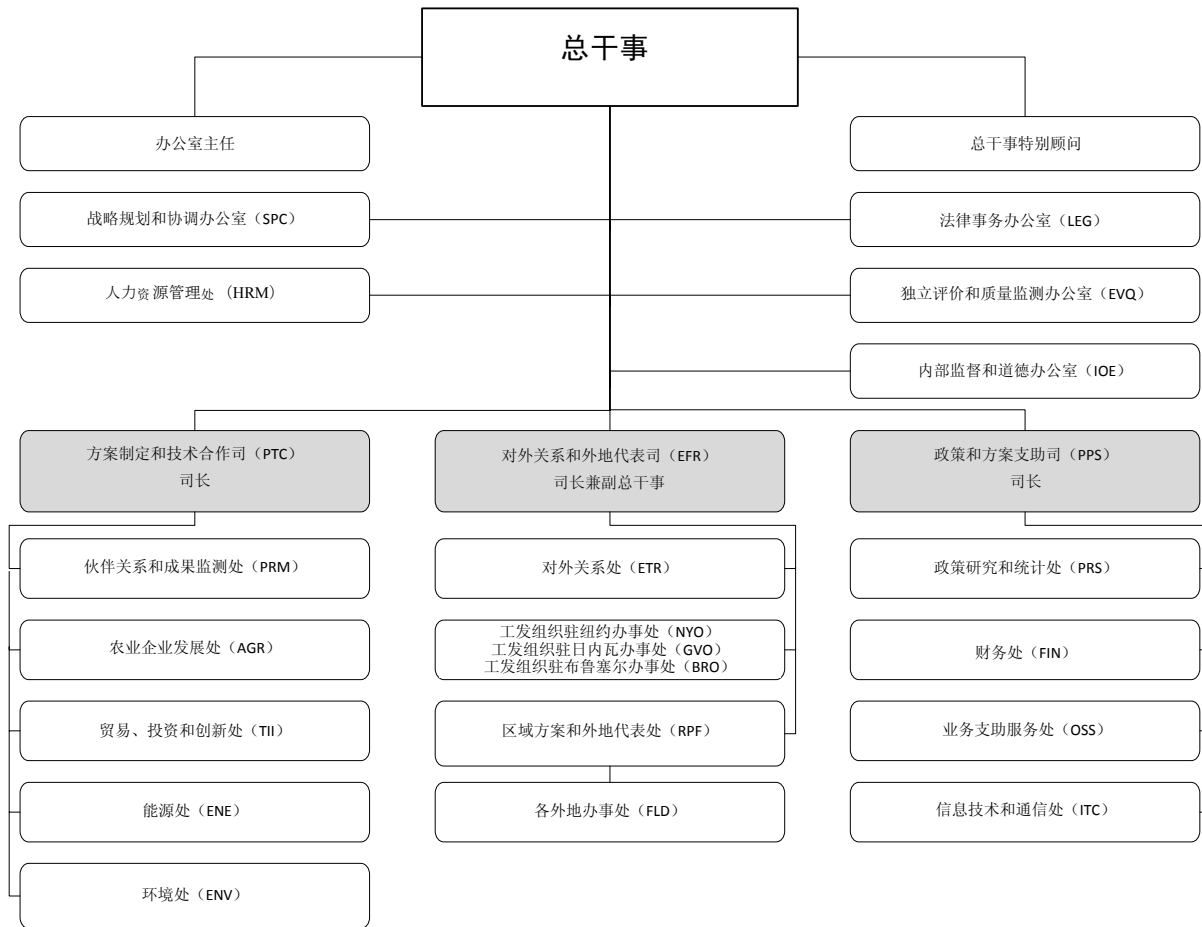 总干事
办公室主任
总干事特别顾问
战略规划和协调办公室（SPC）
法律事务办公室（LEG）
人力资源管理处 （HRM）
独立评价和质量监测办公室（EVQ）
内部监督和道德办公室（IOE）
方案制定和技术合作司（PTC）
司长
对外关系和外地代表司（EFR）
司长兼副总干事
政策和方案支助司（PPS）
司长
伙伴关系和成果监测处（PRM）
对外关系处（ETR）
政策研究和统计处（PRS）
农业企业发展处（AGR）
工发组织驻纽约办事处（NYO）
工发组织驻日内瓦办事处（GVO）
工发组织驻布鲁塞尔办事处（BRO）
财务处（FIN）
贸易、投资和创新处（TII）
区域方案和外地代表处（RPF）
业务支助服务处（OSS）
能源处（ENE）
各外地办事处（FLD）
信息技术和通信处（ITC）
环境处（ENV）